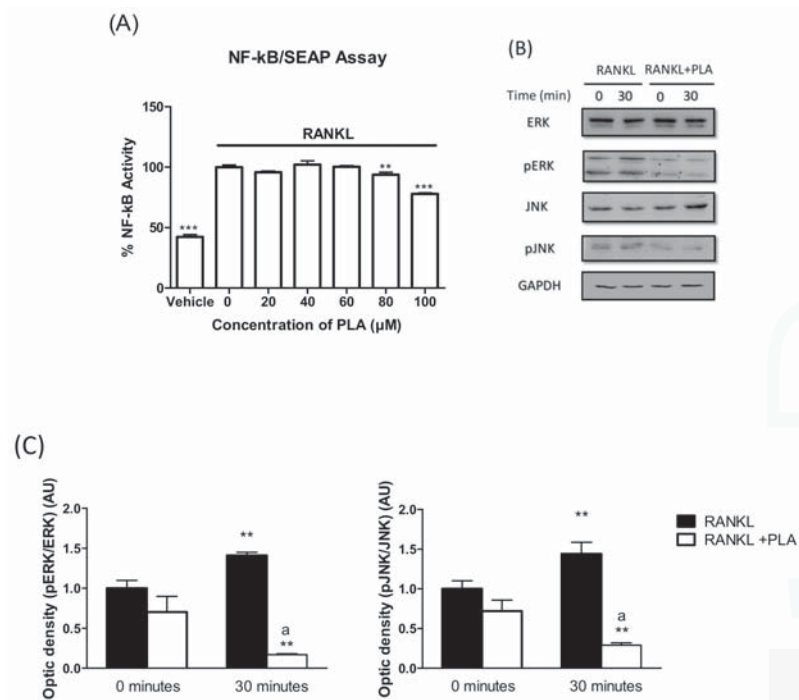 (A)
NF-kB/SEAP Assay
RANKL
150
100
50
0
% NF-kB Activity
***
**
***
Vehicle 0 20 40 60 80 100
Concentration of PLA (μM)
(B)
RANKL RANKL+PLA
Time (min) 0 30 0 30
ERK
pERK
JNK
pJNK
GAPDH
(C)
Optic density (pERK/ERK) (AU)
2.0
1.5
1.0
0.5
0.0
**
a
**
0 minutes 30 minutes
Optic density (pJNK/JNK) (AU)
2.0
1.5
1.0
0.5
0.0
**
a
**
0 minutes 30 minutes
RANKL
RANKL +PLA